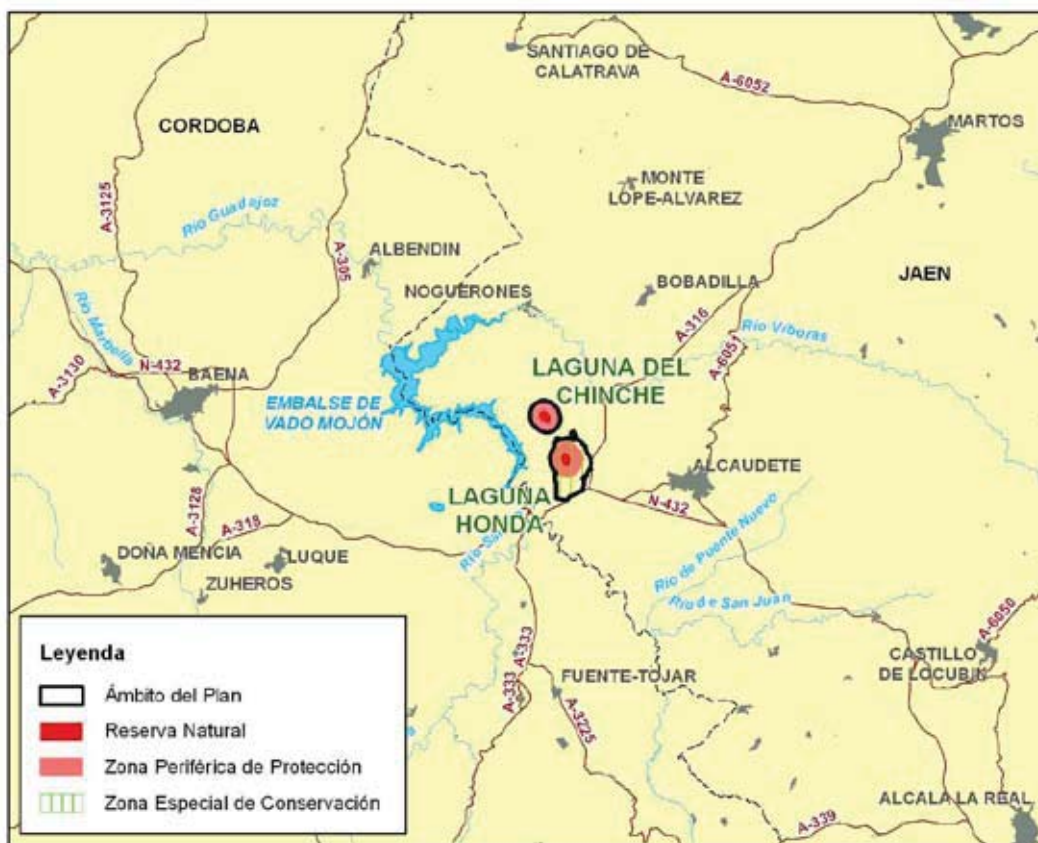 SANTIAGO DE
CALATRAVA
A-6052
CORDOBA
MARTOS
A-3125
MONTE
LOPE-ALVAREZ
Río Guadajoz
A-305
ALBENDIN
JAEN
NOGUERONES
BOBADILLA
Río Marbella
A-316
Río Víboras
A-6051
A-3130
N-432
BAENA
LAGUNA DEL
CHINCHE
EMBALSE DE
VADO MOJÓN
ALCAUDETE
LAGUNA
HONDA
N-432
A-3128
A-318
Río de Puente Nuevo
DOÑA MENCIA
LUQUE
ZUHEROS
Río de San Juan
A-6050
Leyenda
Ámbito del Plan
Reserva Natural
Zona Periférica de Protección
Zona Especial de Conservación
A-333
A-333
FUENTE-TOJAR
A-3225
CASTILLO
DE LOCUBIN
ALCALA LA REAL
A-339